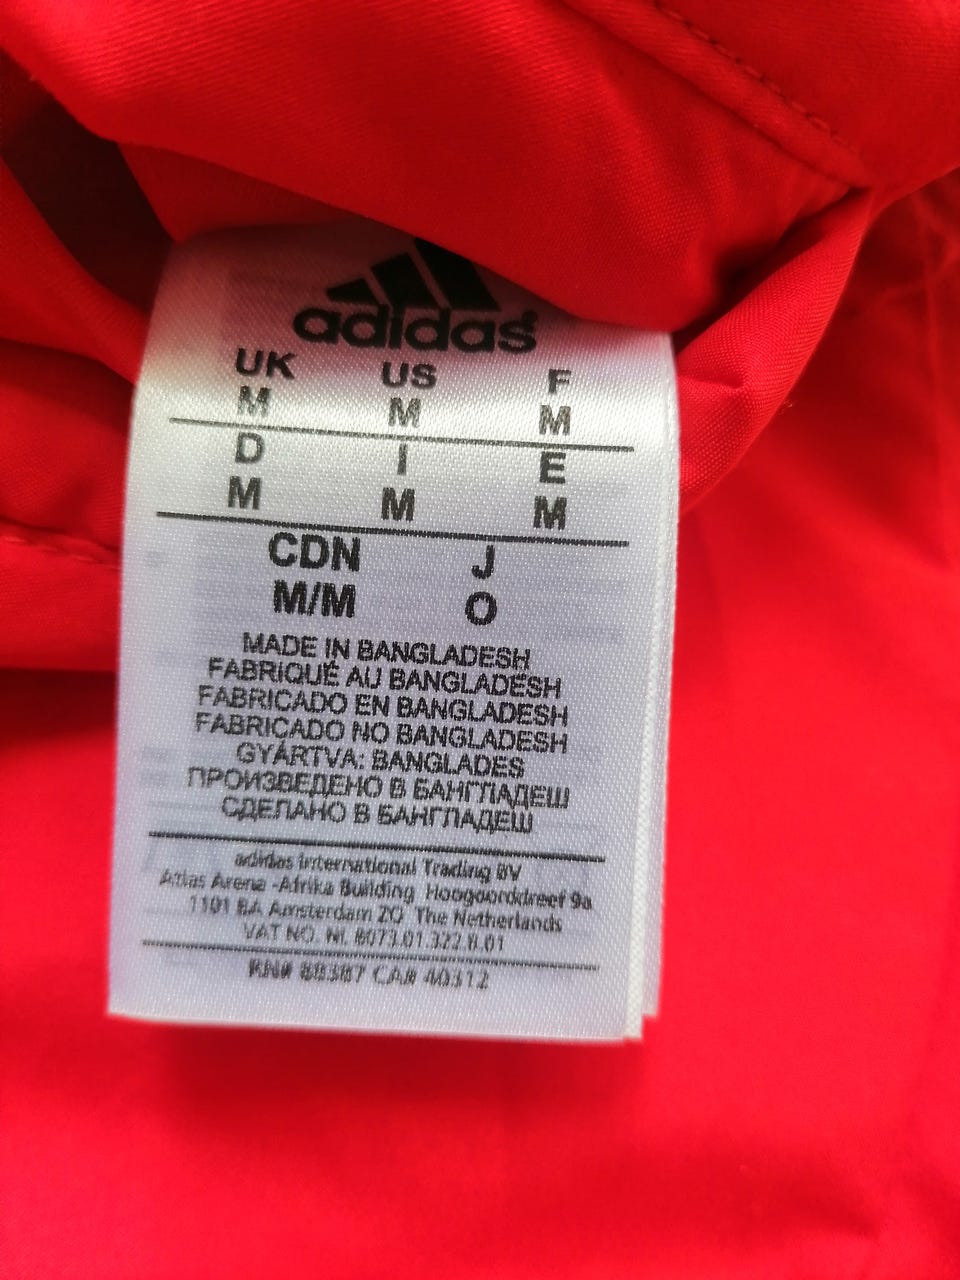 adidas®
UK US F
M M M
D I E
M M M
CDN J
M/M O
MADE IN BANGLADESH
FABRIQUÉ AU BANGLADESH
FABRICADO EN BANGLADESH
FABRICADO NO BANGLADESH
GYÁRTVA: BANGLADES
ПРОИЗВЕДЕНО В БАНГЛАДЕШ
СДЕЛАНО В БАНГЛАДЕШ
adidas International Trading BV
Atlas Arena -Afrika Building Hoogoorddreef 9a
1101 BA Amsterdam ZO The Netherlands
VAT NO. NL 8073.01.322.B.01
RN# 88387 CA# 40312